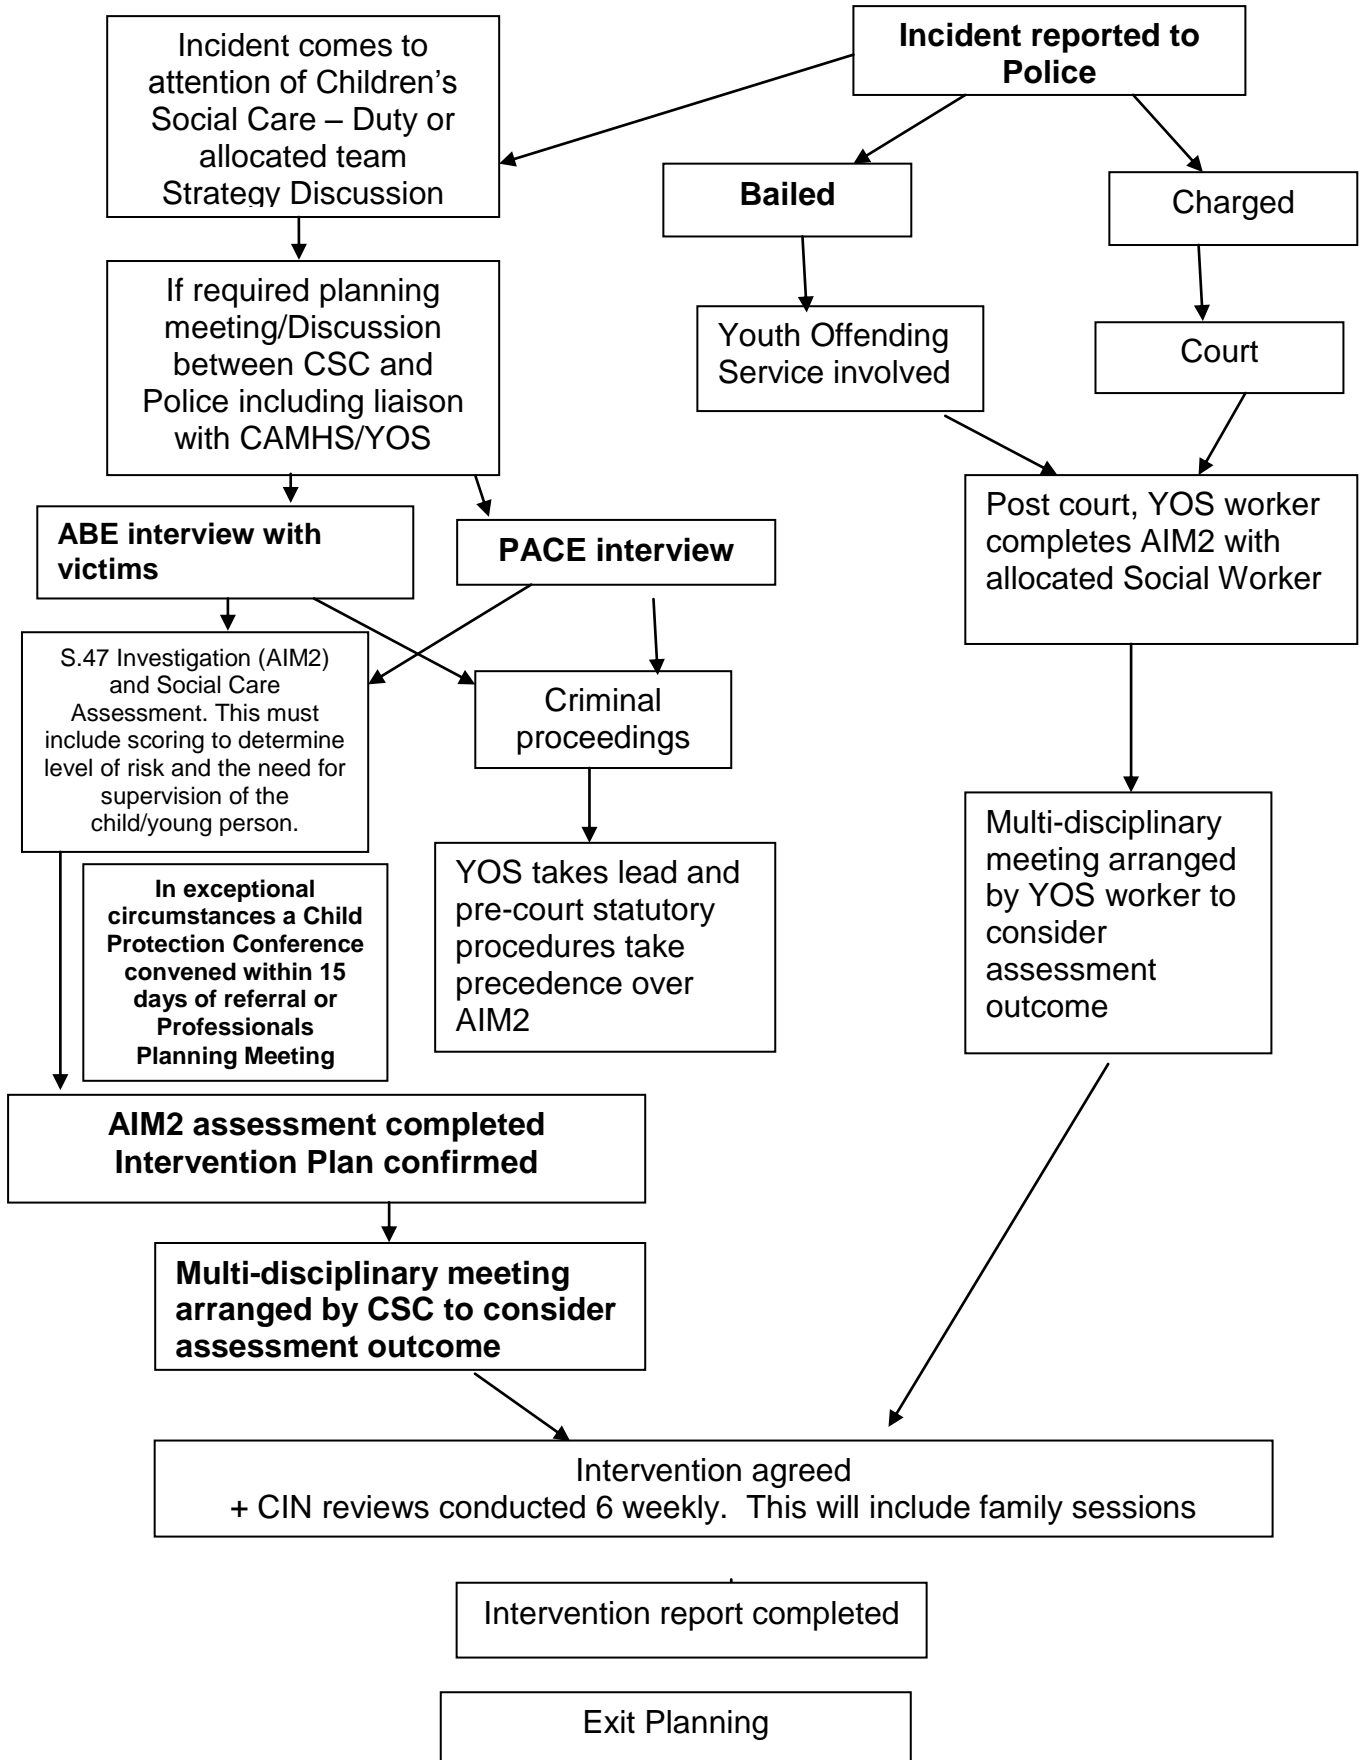 Incident comes to
attention of Children's
Social Care – Duty or
allocated team
Strategy Discussion
Incident reported to
Police
Bailed
Charged
If required planning
meeting/Discussion
between CSC and
Police including liaison
with CAMHS/YOS
Youth Offending
Service involved
Court
ABE interview with
victims
PACE interview
Post court, YOS worker
completes AIM2 with
allocated Social Worker
S.47 Investigation (AIM2)
and Social Care
Assessment. This must
include scoring to determine
level of risk and the need for
supervision of the
child/young person.
Criminal
proceedings
In exceptional
circumstances a Child
Protection Conference
convened within 15
days of referral or
Professionals
Planning Meeting
YOS takes lead and
pre-court statutory
procedures take
precedence over
AIM2
Multi-disciplinary
meeting arranged
by YOS worker to
consider
assessment
outcome
AIM2 assessment completed
Intervention Plan confirmed
Multi-disciplinary meeting
arranged by CSC to consider
assessment outcome
Intervention agreed
+ CIN reviews conducted 6 weekly.  This will include family sessions
Intervention report completed
Exit Planning